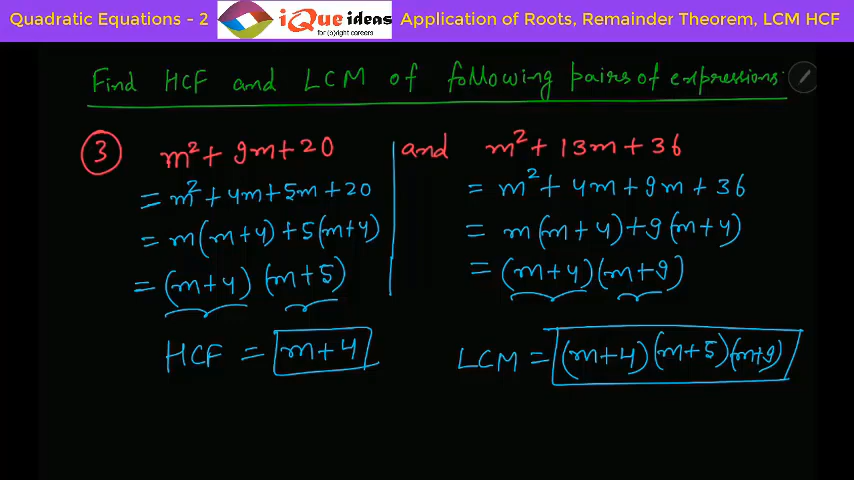 Quadratic Equations - 2 iQue ideas for (b)right careers Application of Roots, Remainder Theorem, LCM HCF
Find HCF and LCM of following pairs of expressions.
3 m² + 9m + 20 and m² + 13m + 36
= m² + 4m + 5m + 20
= m(m+4) + 5(m+4)
= (m+4) (m+5)
= m² + 4m + 9m + 36
= m(m+4) + 9(m+4)
= (m+4)(m+9)
HCF = m+4
LCM = (m+4)(m+5)(m+9)